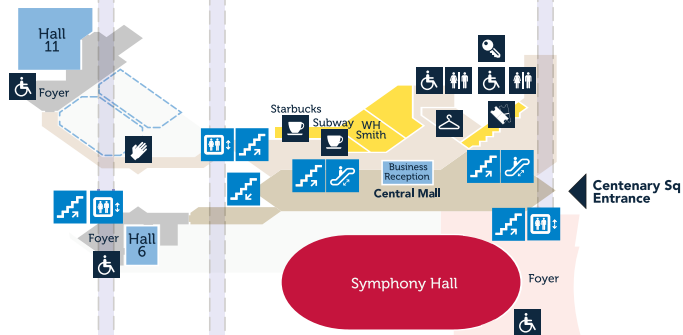 Hall
11
Foyer
Starbucks
Subway
WH
Smith
Business
Reception
Central Mall
Centenary Sq
Entrance
Foyer
Hall
6
Symphony Hall
Foyer